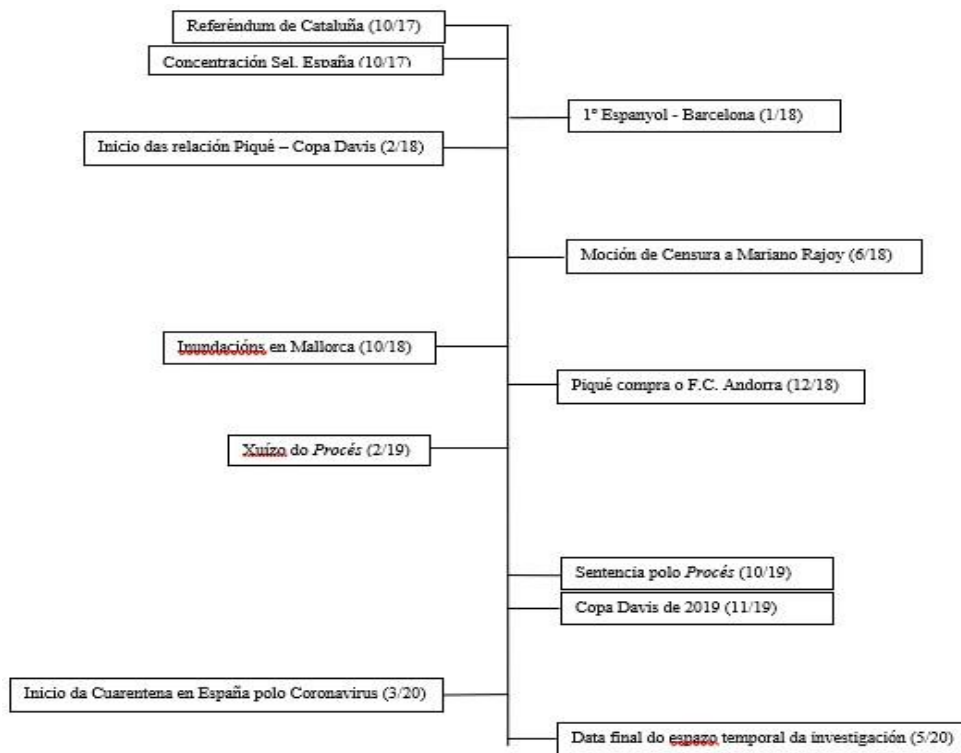 Referéndum de Cataluña (10/17)
Concentración Sel. España (10/17)
1º Espanyol - Barcelona (1/18)
Inicio das relación Piqué – Copa Davis (2/18)
Moción de Censura a Mariano Rajoy (6/18)
Inundacións en Mallorca (10/18)
Piqué compra o F.C. Andorra (12/18)
Xuízo do Procés (2/19)
Sentencia polo Procés (10/19)
Copa Davis de 2019 (11/19)
Inicio da Cuarentena en España polo Coronavirus (3/20)
Data final do espazo temporal da investigación (5/20)